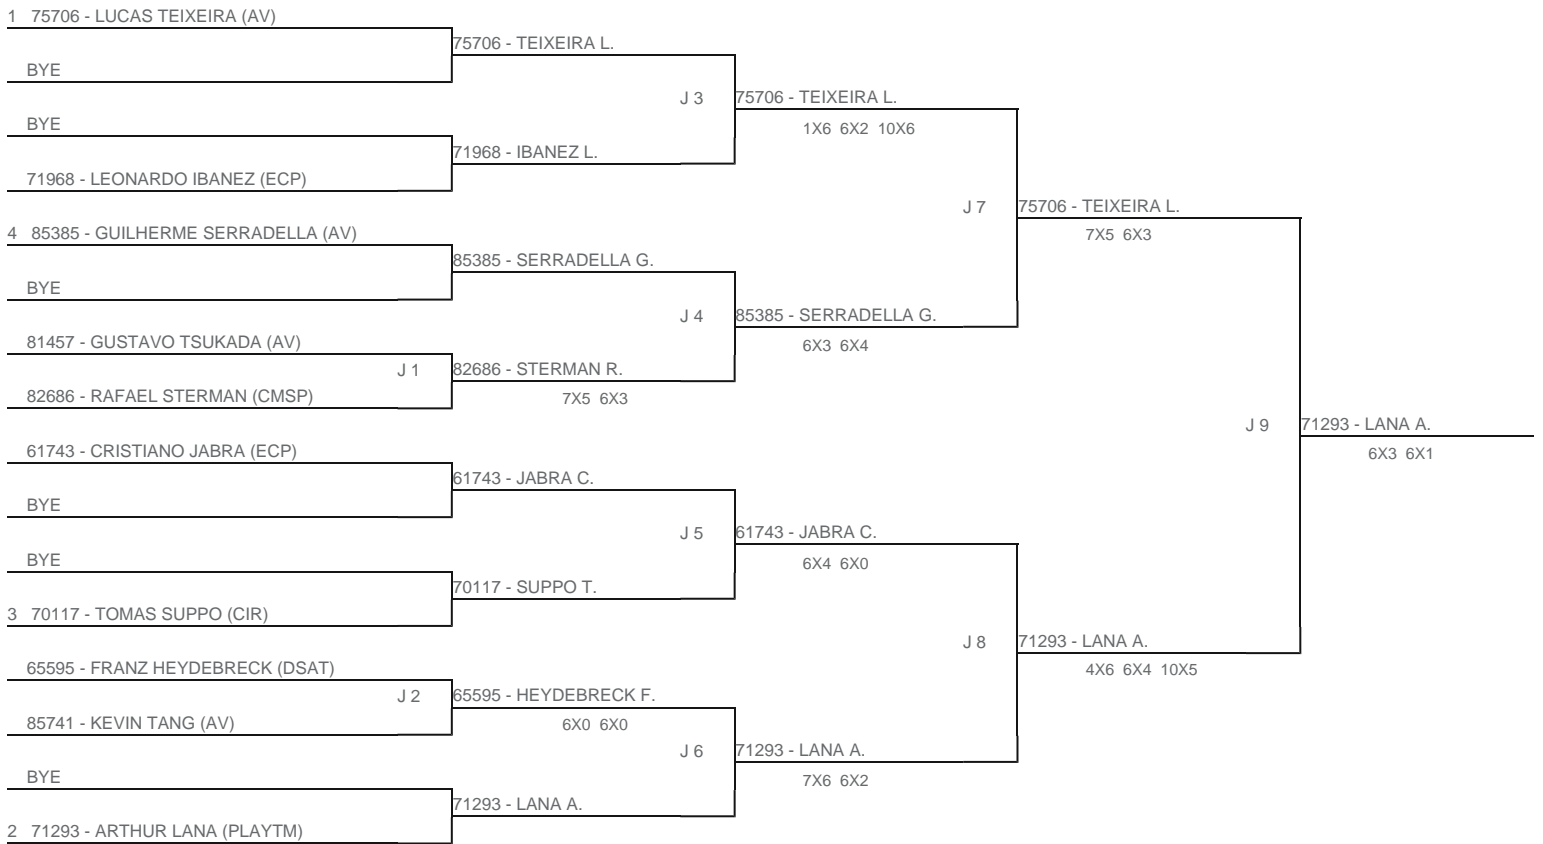 1 75706 - LUCAS TEIXEIRA (AV)
75706 - TEIXEIRA L.
BYE
J 3
75706 - TEIXEIRA L.
BYE
1X6 6X2 10X6
71968 - IBANEZ L.
71968 - LEONARDO IBANEZ (ECP)
J 7
75706 - TEIXEIRA L.
4 85385 - GUILHERME SERRADELLA (AV)
7X5 6X3
85385 - SERRADELLA G.
BYE
J 4
85385 - SERRADELLA G.
81457 - GUSTAVO TSUKADA (AV)
6X3 6X4
J 1
82686 - STERMAN R.
82686 - RAFAEL STERMAN (CMSP)
7X5 6X3
J 9
71293 - LANA A.
61743 - CRISTIANO JABRA (ECP)
6X3 6X1
61743 - JABRA C.
BYE
J 5
61743 - JABRA C.
BYE
6X4 6X0
70117 - SUPPO T.
3 70117 - TOMAS SUPPO (CIR)
J 8
71293 - LANA A.
65595 - FRANZ HEYDEBRECK (DSAT)
4X6 6X4 10X5
J 2
65595 - HEYDEBRECK F.
85741 - KEVIN TANG (AV)
6X0 6X0
J 6
71293 - LANA A.
BYE
7X6 6X2
71293 - LANA A.
2 71293 - ARTHUR LANA (PLAYTM)